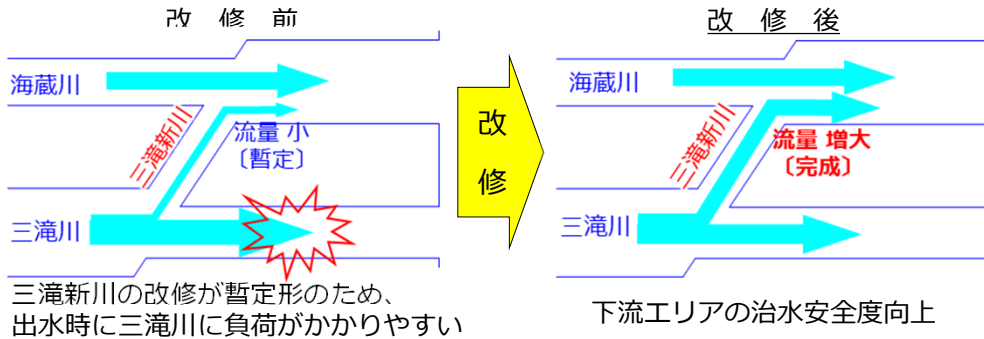 改修前
海蔵川
三滝新川
流量 小
〔暫定〕
三滝川
三滝新川の改修が暫定形のため、
出水時に三滝川に負荷がかかりやすい
改
修
改修後
海蔵川
三滝新川
流量 増大
〔完成〕
三滝川
下流エリアの治水安全度向上